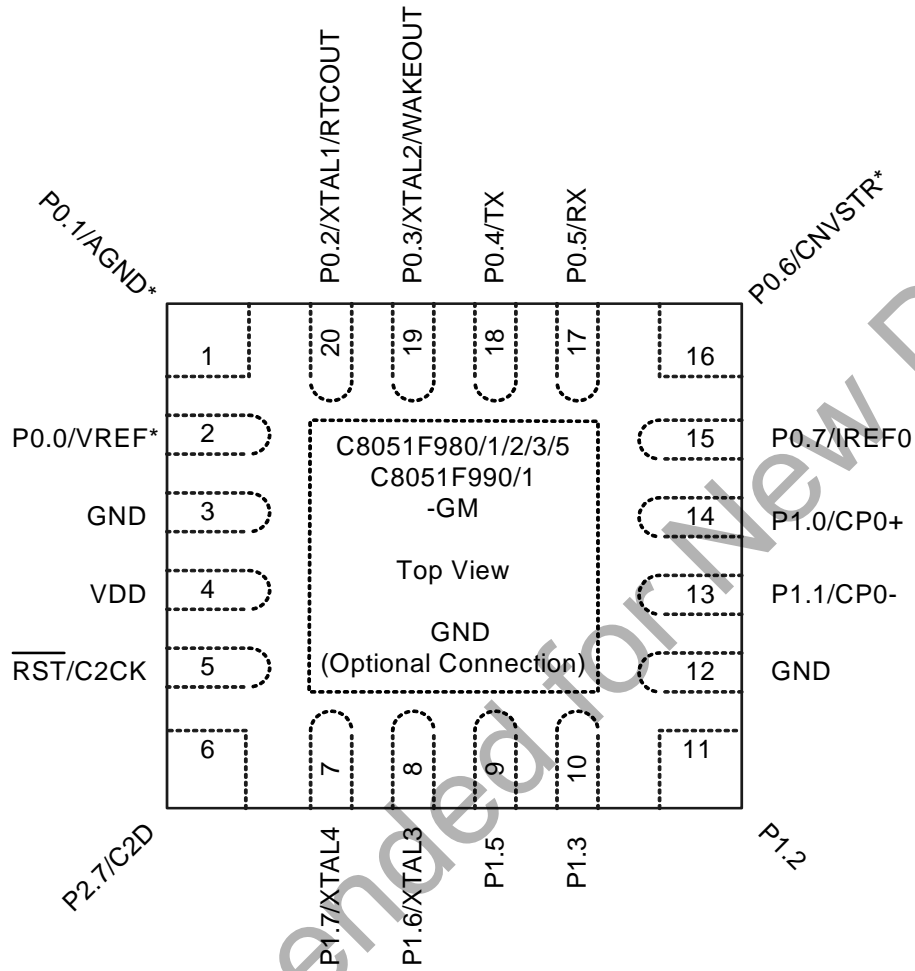 P0.2/XTAL1/RTCOUT
P0.3/XTAL2/WAKEOUT
P0.4/TX
P0.5/RX
P0.1/AGND*
P0.6/CNVSTR*
1
20
19
18
17
16
P0.0/VREF*
2
15
P0.7/IREF0
GND
3
14
P1.0/CP0+
VDD
4
13
P1.1/CP0-
RST/C2CK
5
12
GND
C8051F980/1/2/3/5
C8051F990/1
-GM
Top View
GND
(Optional Connection)
6
7
8
9
10
11
P2.7/C2D
P1.7/XTAL4
P1.6/XTAL3
P1.5
P1.3
P1.2
ended for New D